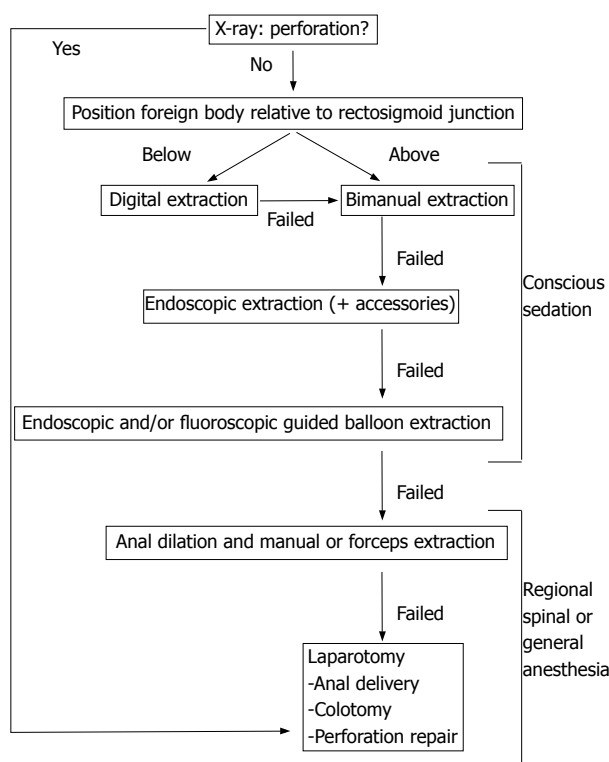 X-ray: perforation?
Yes
No
Position foreign body relative to rectosigmoid junction
Below
Above
Digital extraction
Failed
Bimanual extraction
Failed
Endoscopic extraction (+ accessories)
Conscious
sedation
Failed
Endoscopic and/or fluoroscopic guided balloon extraction
Failed
Anal dilation and manual or forceps extraction
Failed
Regional
spinal or
general
anesthesia
Laparotomy
-Anal delivery
-Colotomy
-Perforation repair